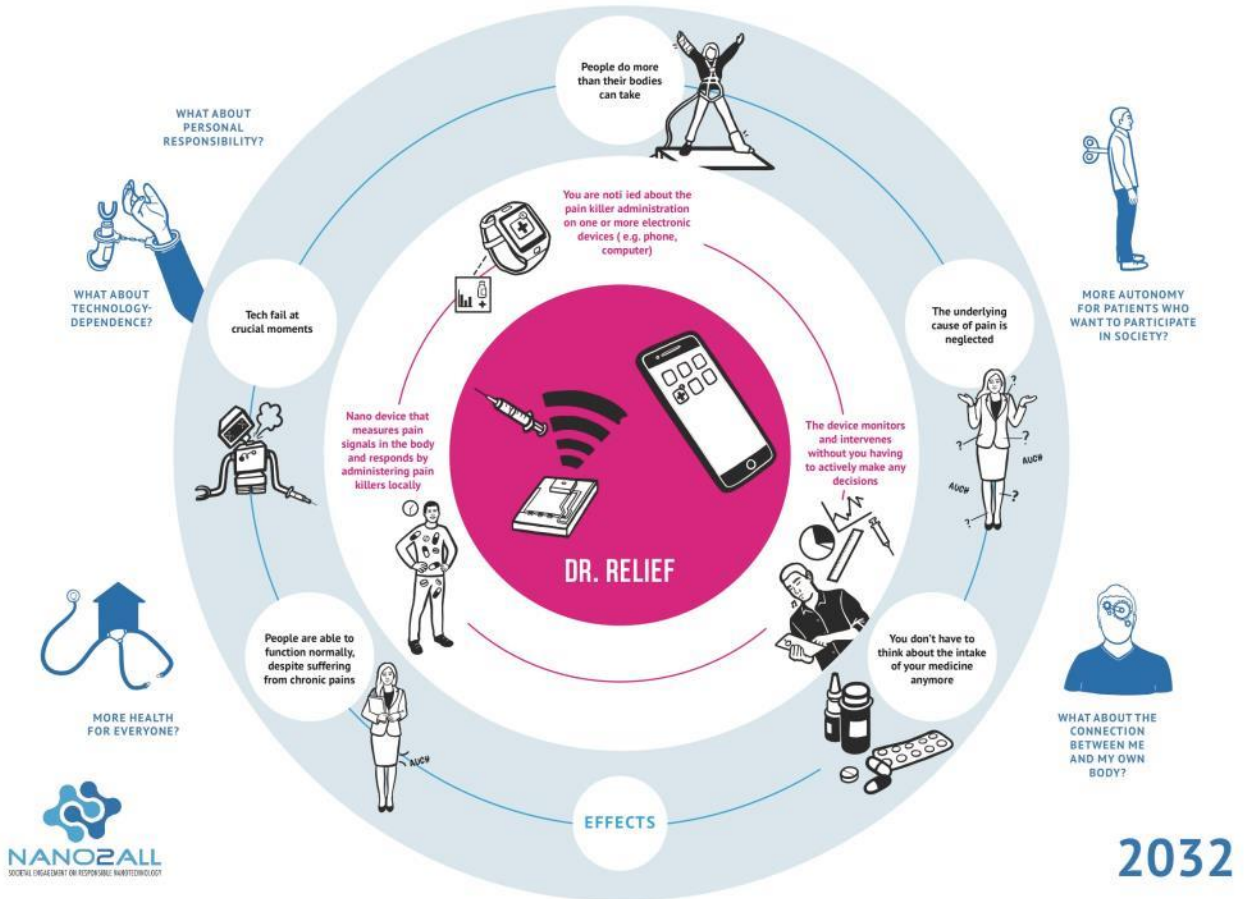 People do more
than their bodies
can take
WHAT ABOUT
PERSONAL
RESPONSIBILITY?
WHAT ABOUT
TECHNOLOGY-
DEPENDENCE?
Tech fail at
crucial moments
You are noti ied about the
pain killer administration
on one or more electronic
devices ( e.g. phone,
computer)
The underlying
cause of pain is
neglected
MORE AUTONOMY
FOR PATIENTS WHO
WANT TO PARTICIPATE
IN SOCIETY?
Nano device that
measures pain
signals in the body
and responds by
administering pain
killers locally
The device monitors
and intervenes
without you having
to actively make any
decisions
?
?
?
AUCH
AUCH
?
?
DR. RELIEF
People are able to
function normally,
despite suffering
from chronic pains
AUCH
You don't have to
think about the intake
of your medicine
anymore
MORE HEALTH
FOR EVERYONE?
WHAT ABOUT THE
CONNECTION
BETWEEN ME
AND MY OWN
BODY?
EFFECTS
NANO2ALL
SOCIETAL ENGAGEMENT ON RESPONSIBLE NANOTECHNOLOGY
2032